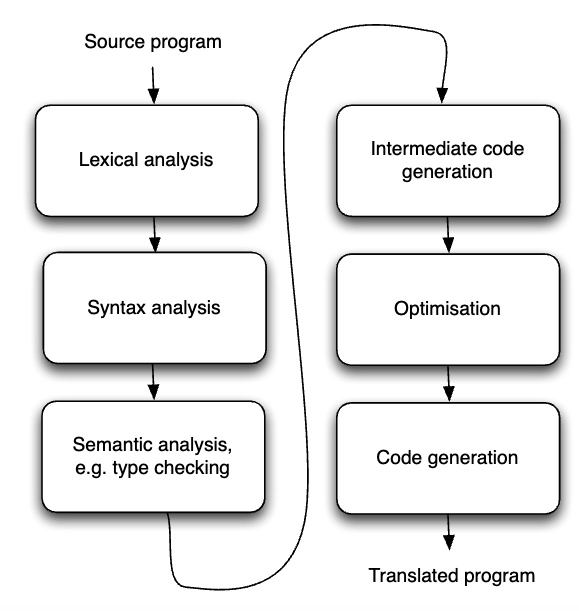 Source program
Lexical analysis
Syntax analysis
Semantic analysis,
e.g. type checking
Intermediate code
generation
Optimisation
Code generation
Translated program